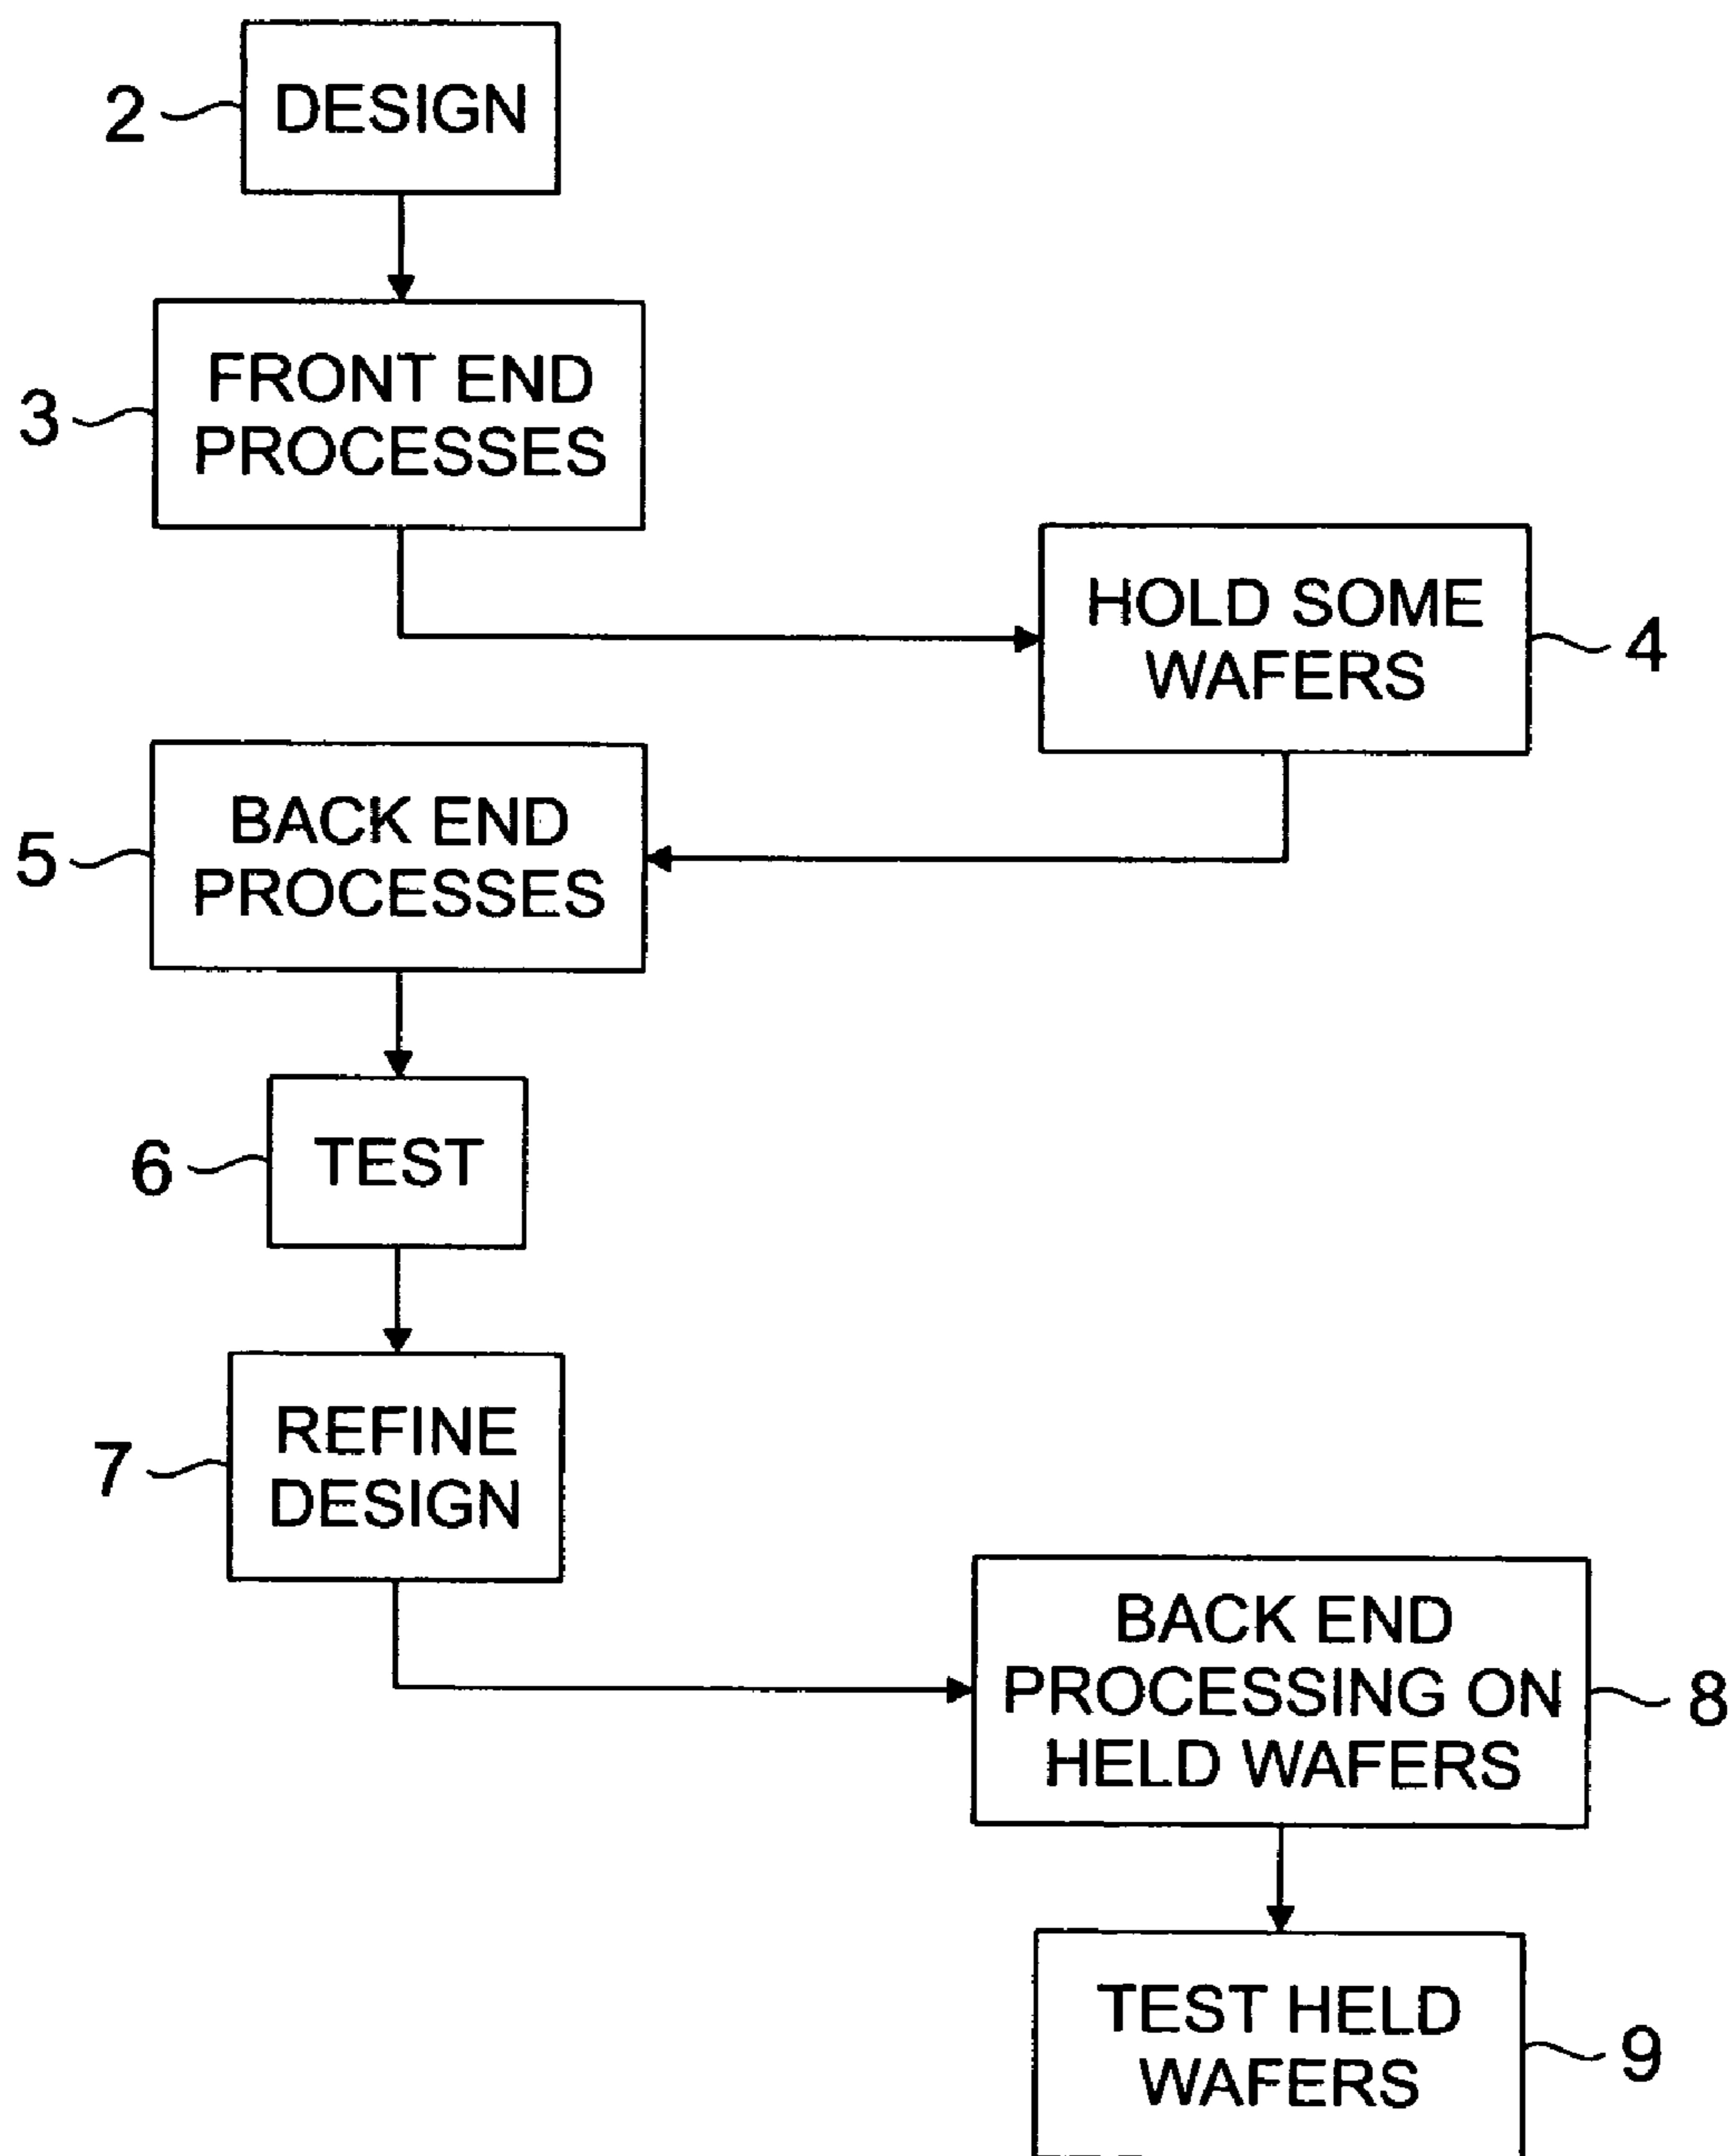 2
DESIGN
3
FRONT END
PROCESSES
HOLD SOME
WAFERS
4
5
BACK END
PROCESSES
6
TEST
7
REFINE
DESIGN
BACK END
PROCESSING ON
HELD WAFERS
8
TEST HELD
WAFERS
9